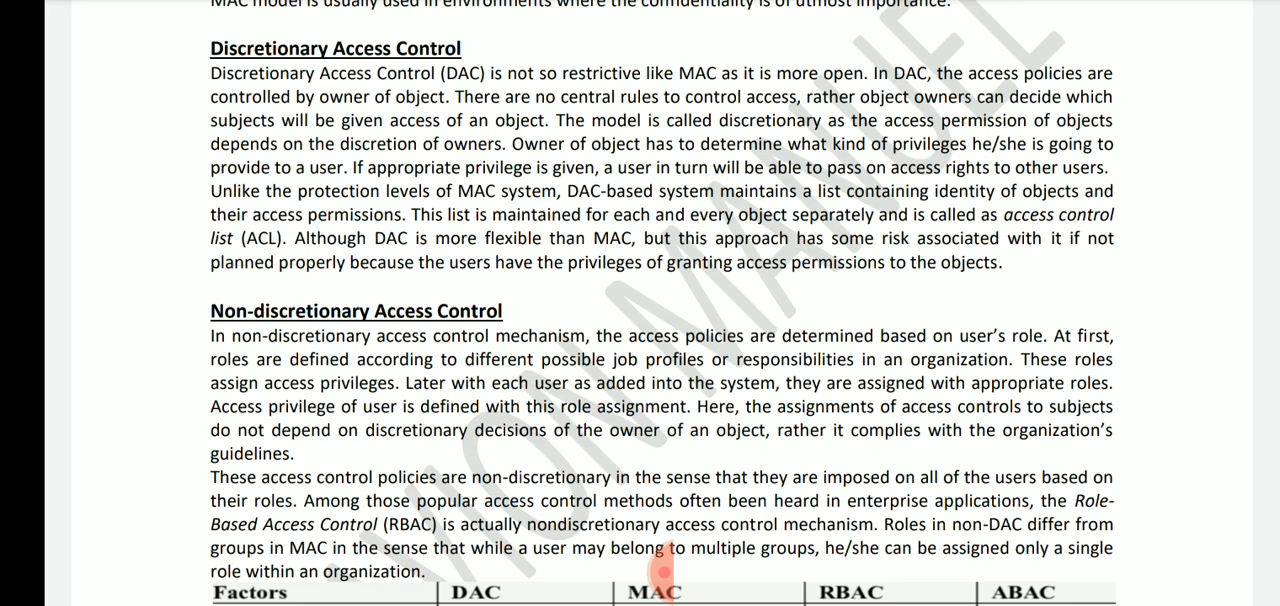 MAC model is usually used in environments where the confidentiality is of utmost importance.
Discretionary Access Control
Discretionary Access Control (DAC) is not so restrictive like MAC as it is more open. In DAC, the access policies are
controlled by owner of object. There are no central rules to control access, rather object owners can decide which
subjects will be given access of an object. The model is called discretionary as the access permission of objects
depends on the discretion of owners. Owner of object has to determine what kind of privileges he/she is going to
provide to a user. If appropriate privilege is given, a user in turn will be able to pass on access rights to other users.
Unlike the protection levels of MAC system, DAC-based system maintains a list containing identity of objects and
their access permissions. This list is maintained for each and every object separately and is called as access control
list (ACL). Although DAC is more flexible than MAC, but this approach has some risk associated with it if not
planned properly because the users have the privileges of granting access permissions to the objects.
Non-discretionary Access Control
In non-discretionary access control mechanism, the access policies are determined based on user’s role. At first,
roles are defined according to different possible job profiles or responsibilities in an organization. These roles
assign access privileges. Later with each user as added into the system, they are assigned with appropriate roles.
Access privilege of user is defined with this role assignment. Here, the assignments of access controls to subjects
do not depend on discretionary decisions of the owner of an object, rather it complies with the organization’s
guidelines.
These access control policies are non-discretionary in the sense that they are imposed on all of the users based on
their roles. Among those popular access control methods often been heard in enterprise applications, the Role-
Based Access Control (RBAC) is actually nondiscretionary access control mechanism. Roles in non-DAC differ from
groups in MAC in the sense that while a user may belong to multiple groups, he/she can be assigned only a single
role within an organization.
Factors DAC MAC RBAC ABAC